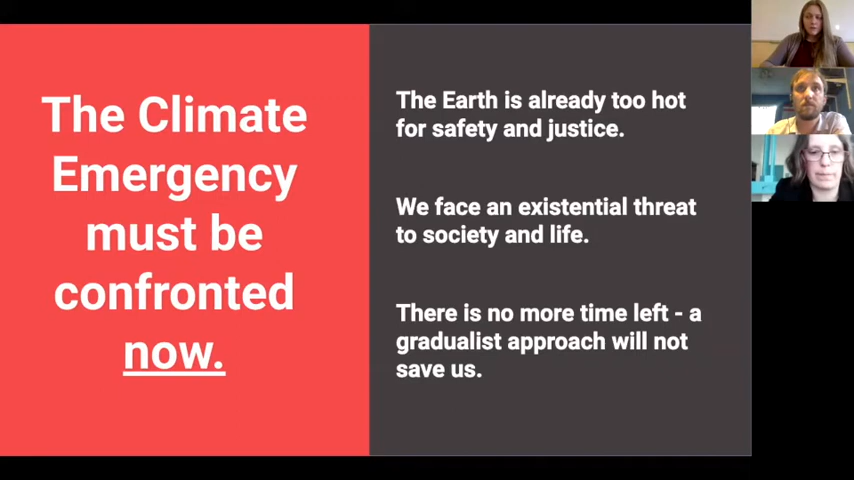 The Climate
Emergency
must be
confronted
now.
The Earth is already too hot
for safety and justice.
We face an existential threat
to society and life.
There is no more time left - a
gradualist approach will not
save us.